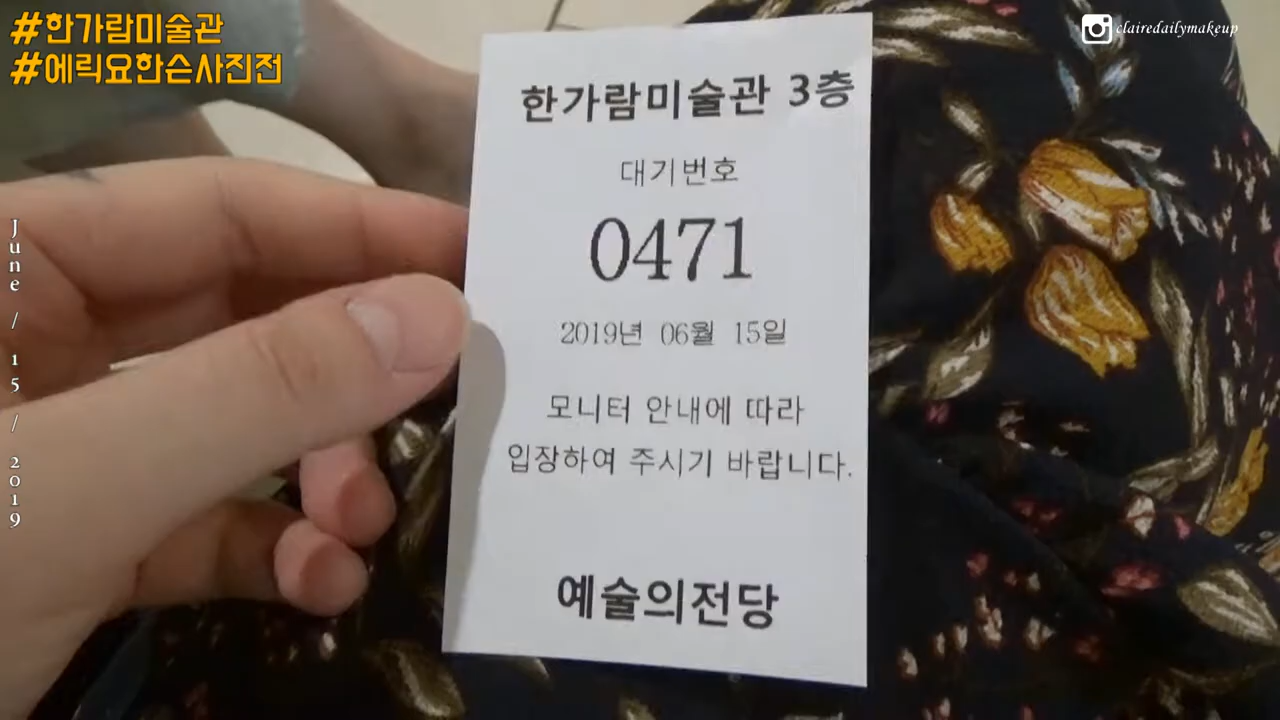 #한가람미술관
#에릭요한슨사진전
clairedailymakeup
June / 15 / 2019
한가람미술관 3층
대기번호
0471
2019년 06월 15일
모니터 안내에 따라
입장하여 주시기 바랍니다.
예술의전당